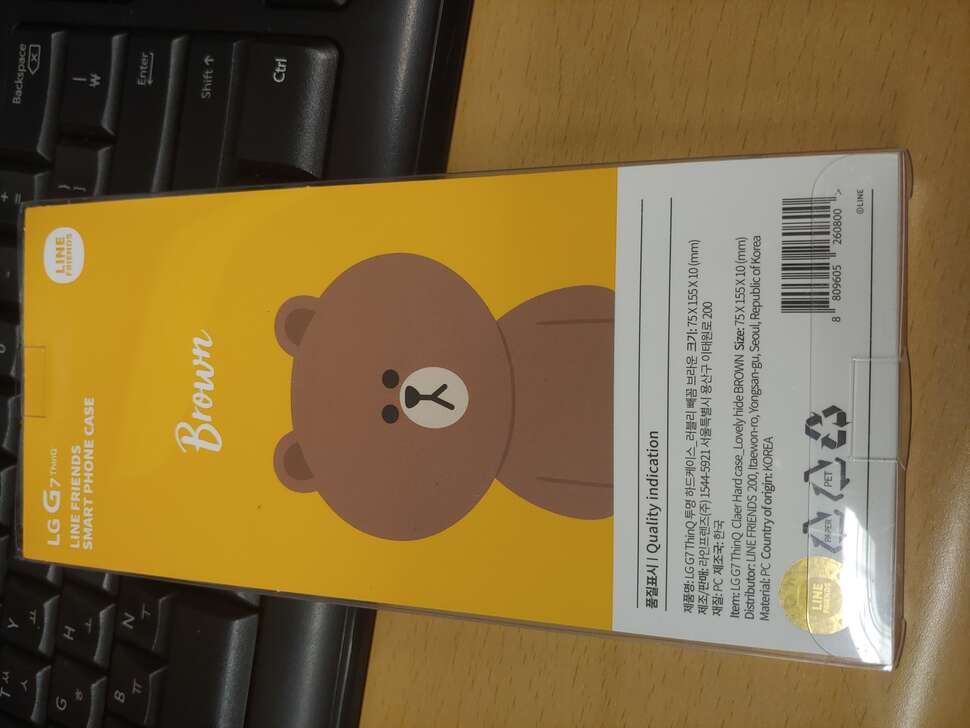 LG G7 ThinQ
LINE FRIENDS
SMART PHONE CASE
LINE
FRIENDS
Brown
품질표시 | Quality indication
제품명: LG G7 ThinQ 투명 하드케이스_러블리 빼꼼 브라운 크기: 75 X 155 X 10 (mm)
제조/판매: 라인프렌즈(주) 1544-5921 서울특별시 용산구 이태원로 200
재질: PC 제조국: 한국
Item: LG G7 ThinQ Claer Hard case_Lovely hide BROWN Size: 75 X 155 X 10 (mm)
Distributor: LINE FRIENDS 200, Itaewon-ro, Yongsan-gu, Seoul, Republic of Korea
Material: PC Country of origin: KOREA
LINE
FRIENDS
PAPER
PET
8 809605 260800 >
©LINE
Backspace
\
₩
Enter
Shift
Ctrl
+
=
}
]
Y
ㅛ
H
ㅗ
N
ㅜ
T
ㅅ
G
ㅎ
B
ㅠ